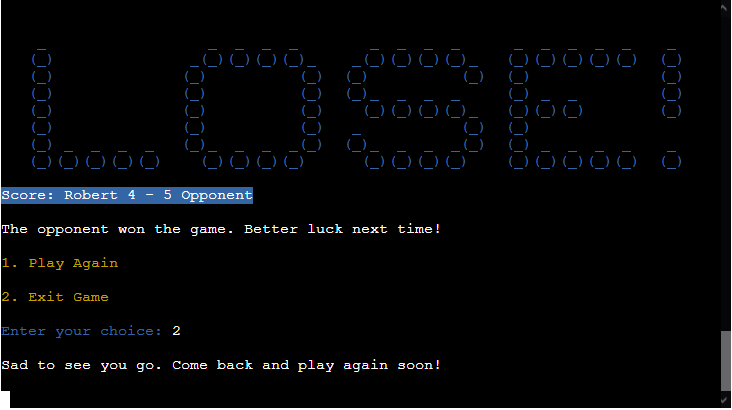 LOSE!
Score: Robert 4 - 5 Opponent
The opponent won the game. Better luck next time!
1. Play Again
2. Exit Game
Enter your choice: 2
Sad to see you go. Come back and play again soon!